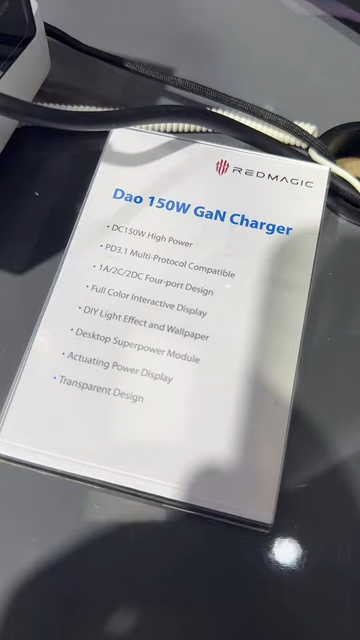 REDMAGIC
Dao 150W GaN Charger
• DC150W High Power
• PD3.1 Multi-Protocol Compatible
• 1A/2C/2DC Four-port Design
• Full Color Interactive Display
• DIY Light Effect and Wallpaper
• Desktop Superpower Module
• Actuating Power Display
• Transparent Design